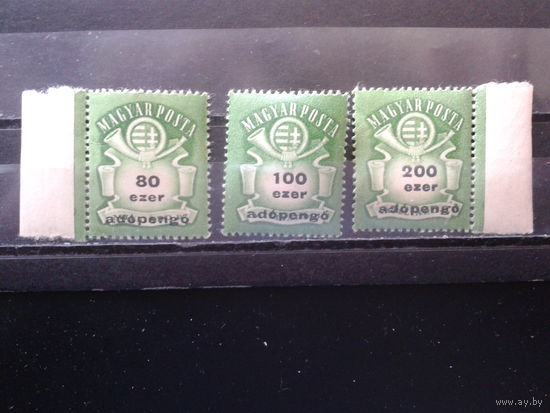 MAGYAR POSTA
80
ezer
adópengő
MAGYAR POSTA
100
ezer
adópengő
MAGYAR POSTA
200
ezer
adópengő
www.ay.by